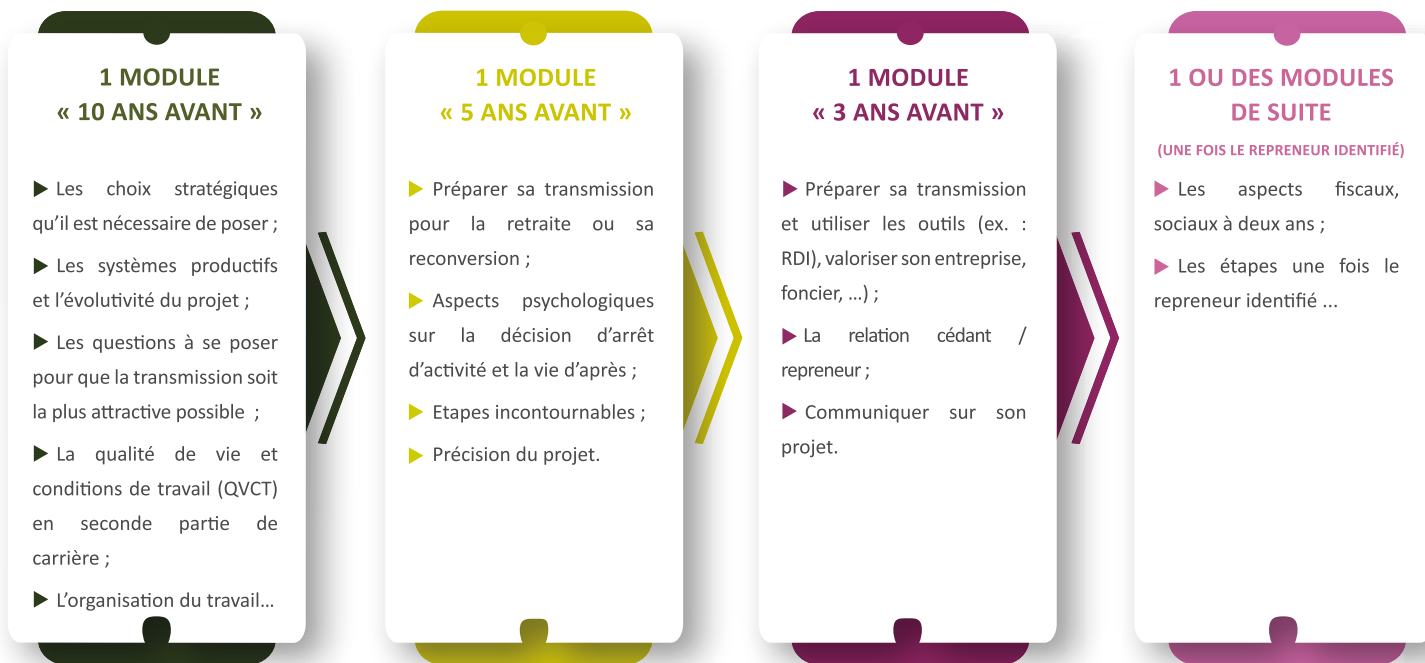 1 MODULE
« 10 ANS AVANT »
▶ Les choix stratégiques
qu’il est nécessaire de poser ;
▶ Les systèmes productifs
et l’évolutivité du projet ;
▶ Les questions à se poser
pour que la transmission soit
la plus attractive possible ;
▶ La qualité de vie et
conditions de travail (QVCT)
en seconde partie de
carrière ;
▶ L’organisation du travail...
1 MODULE
« 5 ANS AVANT »
▶ Préparer sa transmission
pour la retraite ou sa
reconversion ;
▶ Aspects psychologiques
sur la décision d’arrêt
d’activité et la vie d’après ;
▶ Etapes incontournables ;
▶ Précision du projet.
1 MODULE
« 3 ANS AVANT »
▶ Préparer sa transmission
et utiliser les outils (ex. :
RDI), valoriser son entreprise,
foncier, ...) ;
▶ La relation cédant /
repreneur ;
▶ Communiquer sur son
projet.
1 OU DES MODULES
DE SUITE
(UNE FOIS LE REPRENEUR IDENTIFIÉ)
▶ Les aspects fiscaux,
sociaux à deux ans ;
▶ Les étapes une fois le
repreneur identifié ...